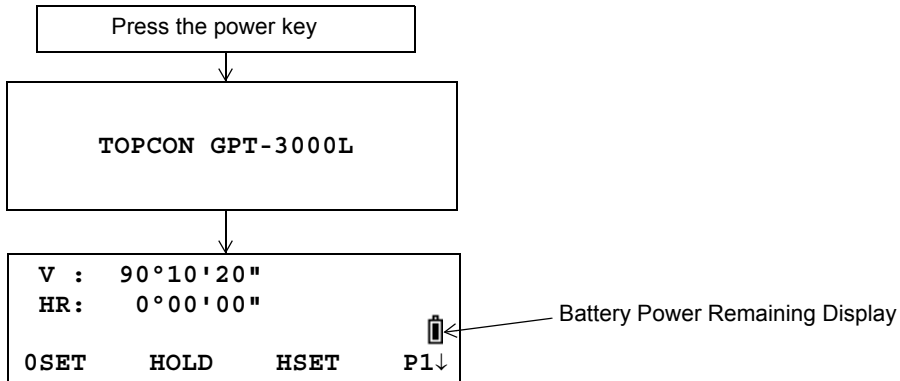 Press the power key
TOPCON GPT-3000L
V : 90°10'20"
HR: 0°00'00"
Battery Power Remaining Display
0SET HOLD HSET P1↓